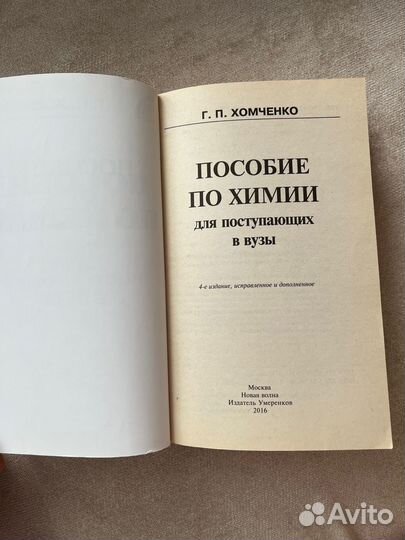 Г. П. ХОМЧЕНКО
ПОСОБИЕ
ПО ХИМИИ
для поступающих
в вузы
4-е издание, исправленное и дополненное
Москва
Новая волна
Издатель Умеренков
2016
Avito